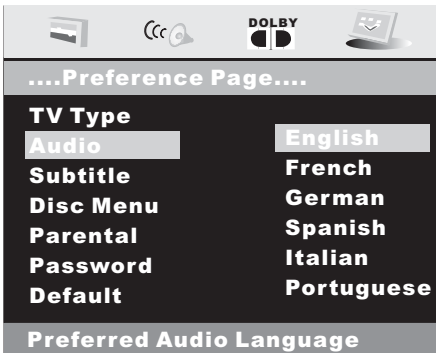 DOLBY
....Preference Page....
TV Type
Audio
Subtitle
Disc Menu
Parental
Password
Default
English
French
German
Spanish
Italian
Portuguese
Preferred Audio Language